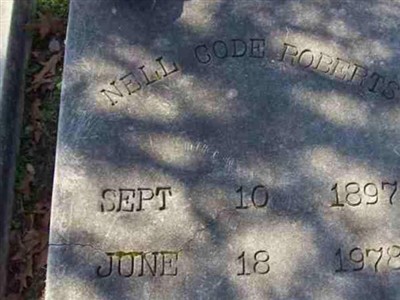 NELL CODE ROBERTS
SEPT 10 1897
JUNE 18 1978